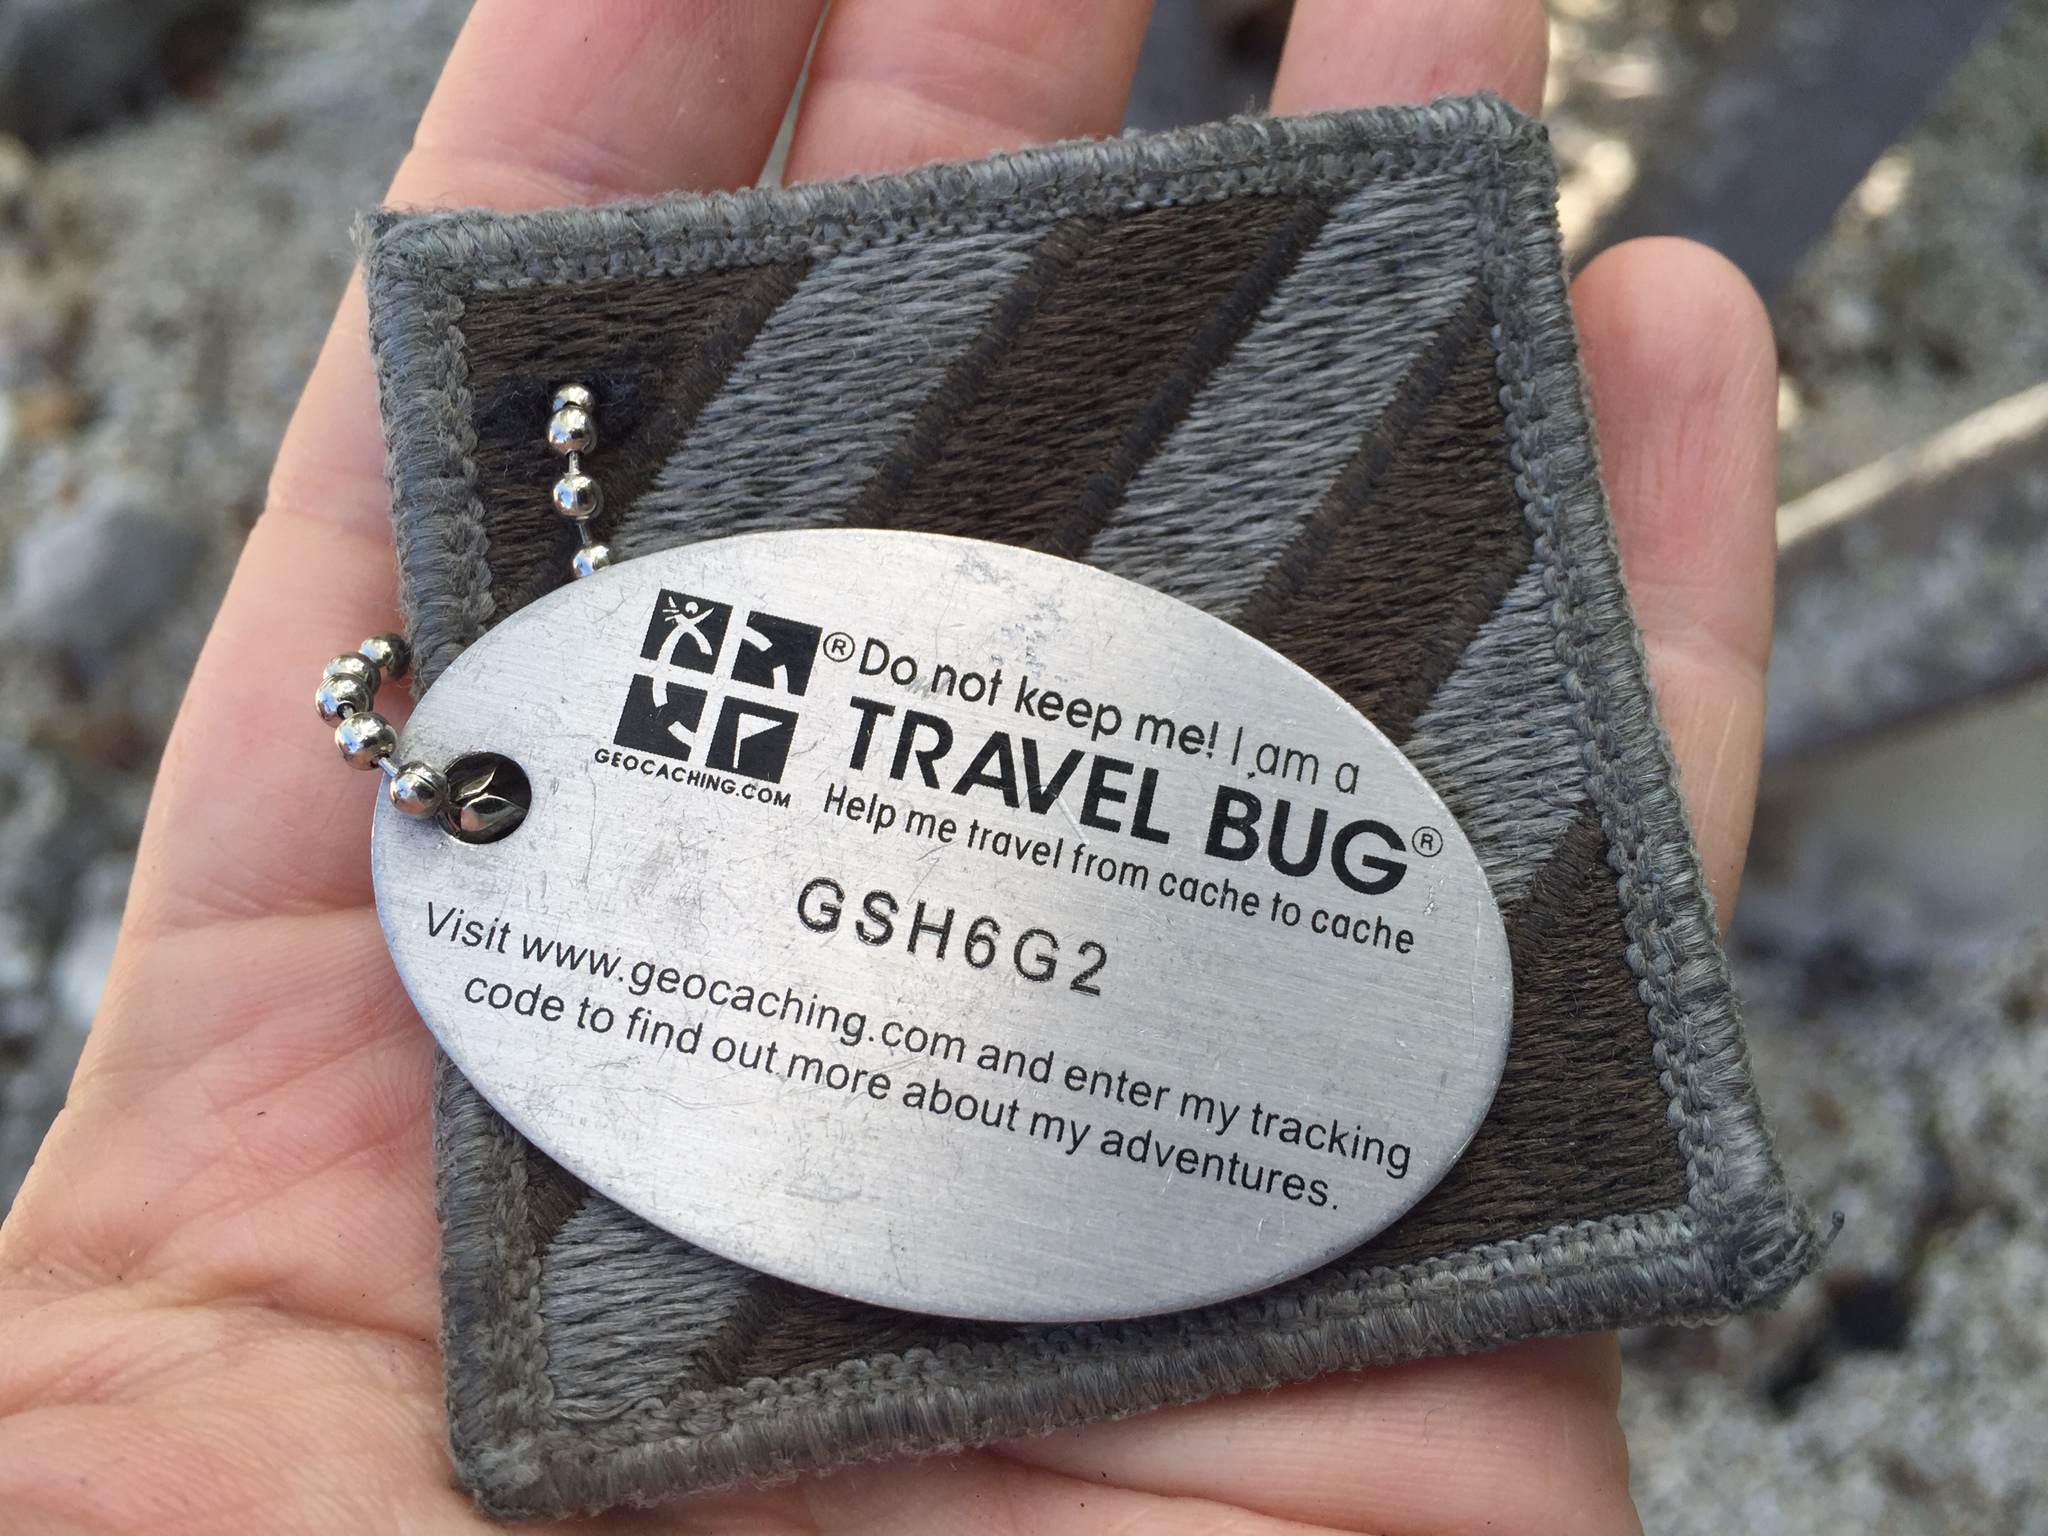 ® Do not keep me! I am a
TRAVEL BUG®
GEOCACHING.COM
Help me travel from cache to cache
GSH6G2
Visit www.geocaching.com and enter my tracking
code to find out more about my adventures.